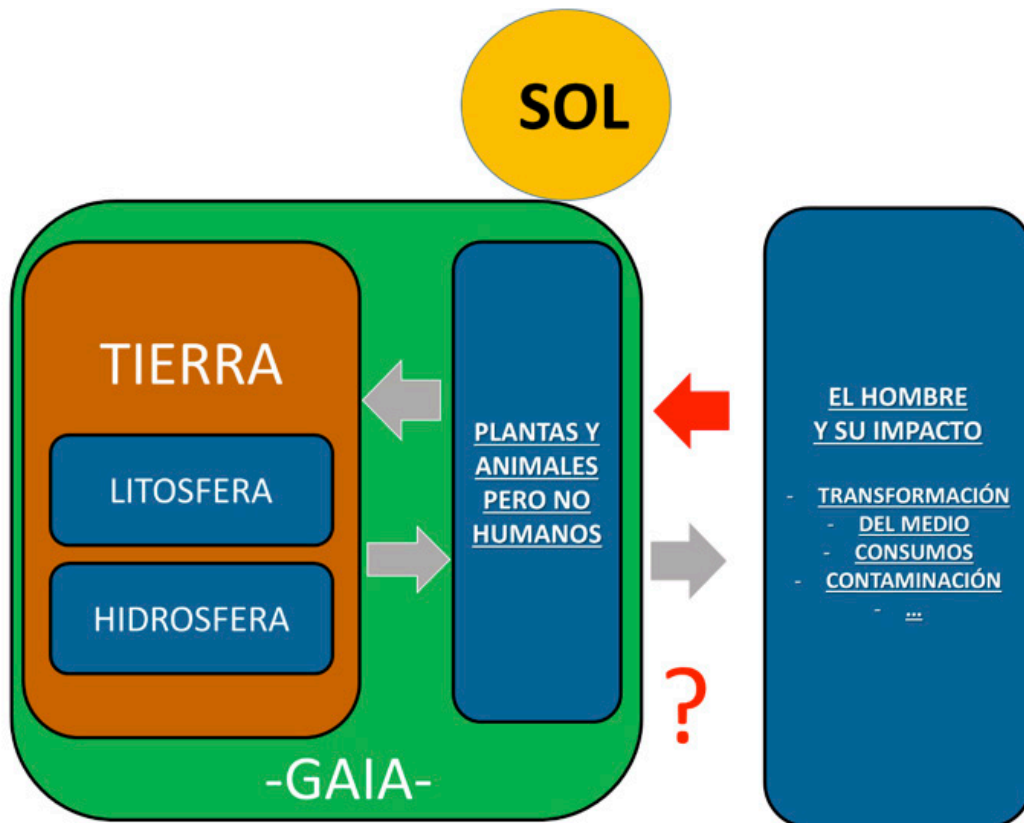 SOL
TIERRA
LITOSFERA
HIDROSFERA
PLANTAS Y
ANIMALES
PERO NO
HUMANOS
-GAIA-
?
EL HOMBRE
Y SU IMPACTO
- TRANSFORMACIÓN
- DEL MEDIO
- CONSUMOS
- CONTAMINACIÓN
- ...